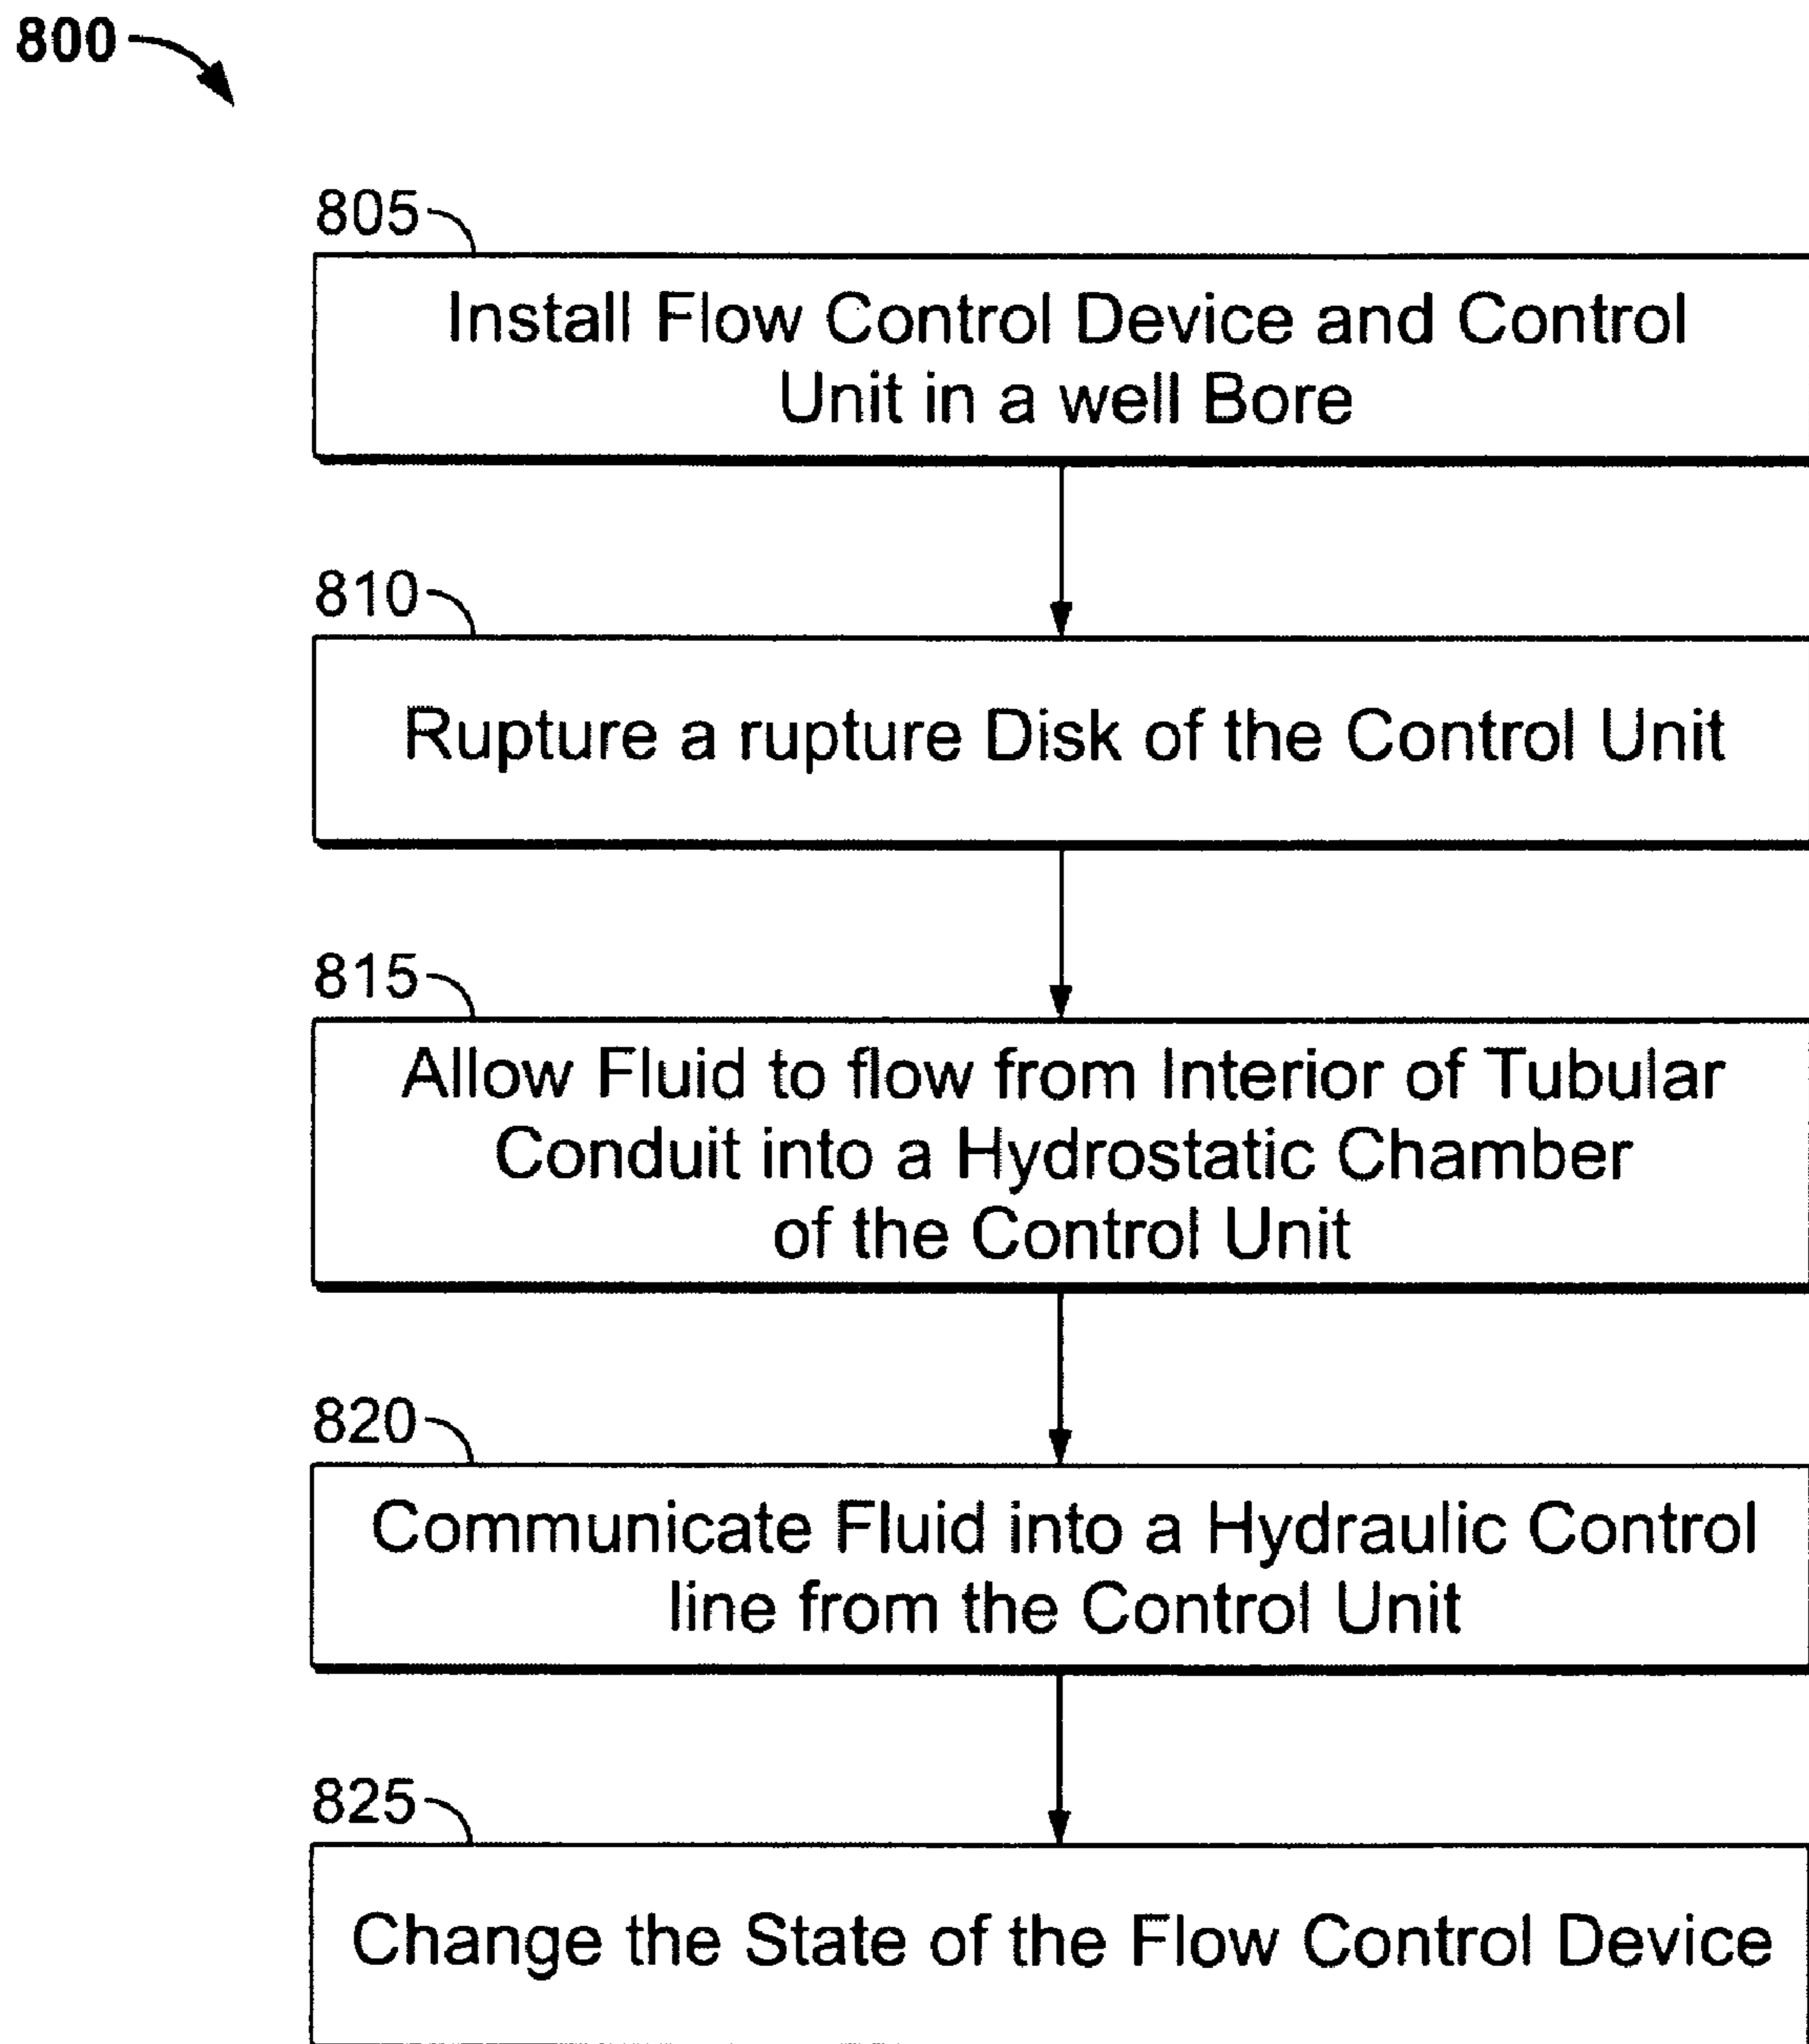 800
805
Install Flow Control Device and Control
Unit in a well Bore
810
Rupture a rupture Disk of the Control Unit
815
Allow Fluid to flow from Interior of Tubular
Conduit into a Hydrostatic Chamber
of the Control Unit
820
Communicate Fluid into a Hydraulic Control
line from the Control Unit
825
Change the State of the Flow Control Device